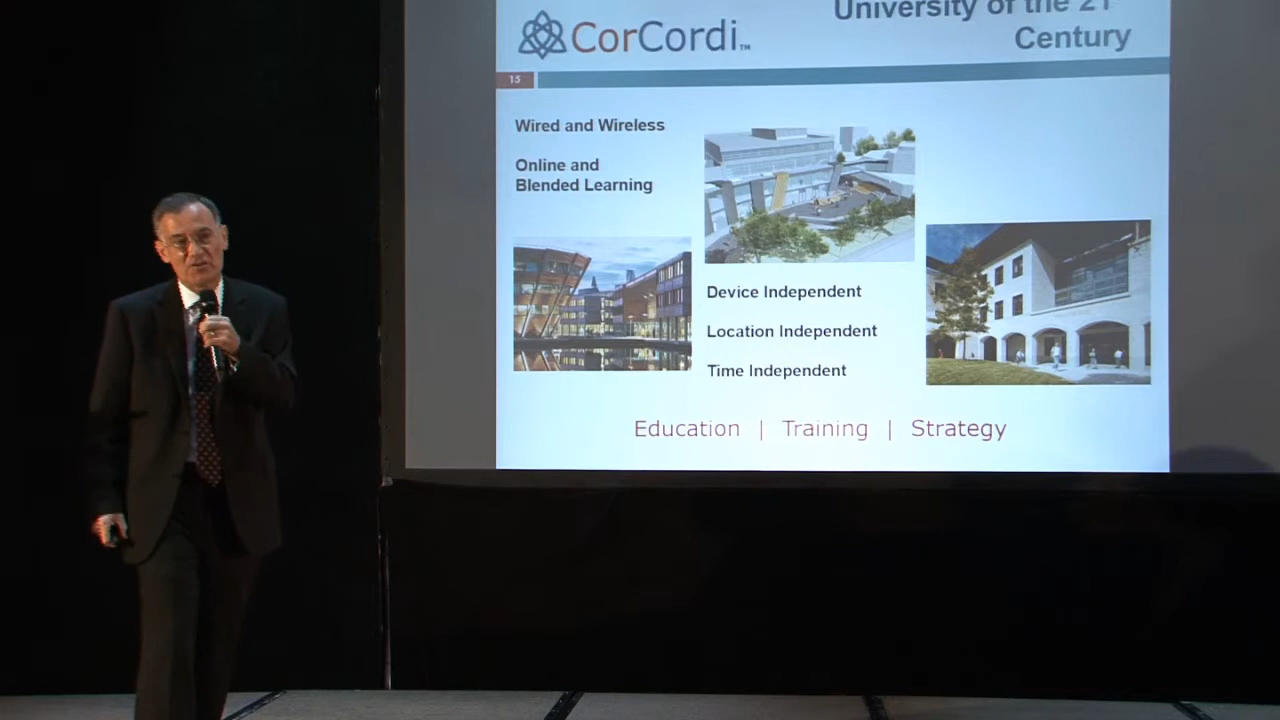 CorCordi™
University of the 21
Century
15
Wired and Wireless
Online and
Blended Learning
Device Independent
Location Independent
Time Independent
Education | Training | Strategy